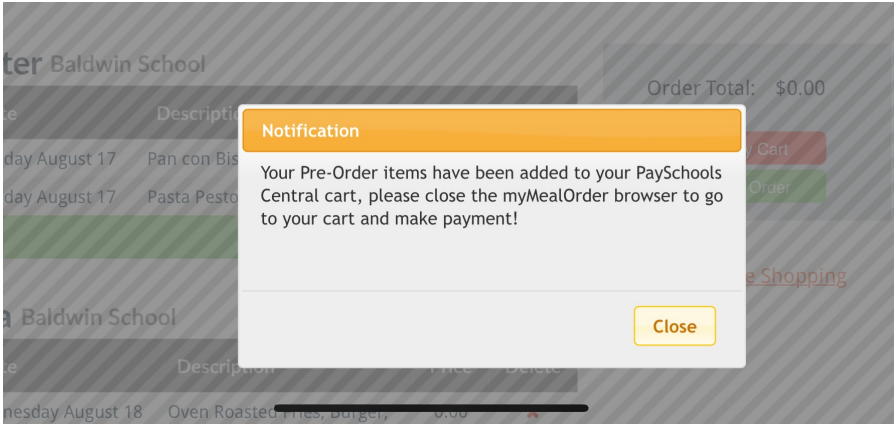 ter Baldwin School
Order Total: $0.00
te Descriptio
Notification
day August 17 Pan con Bis
y Cart
Your Pre-Order items have been added to your PaySchools
Central cart, please close the myMealOrder browser to go
to your cart and make payment!
day August 17 Pasta Pesto
Order
e Shopping
a Baldwin School
Close
te Description Price Delete
nesday August 18 Oven Roasted Fries, Burger, 0.00